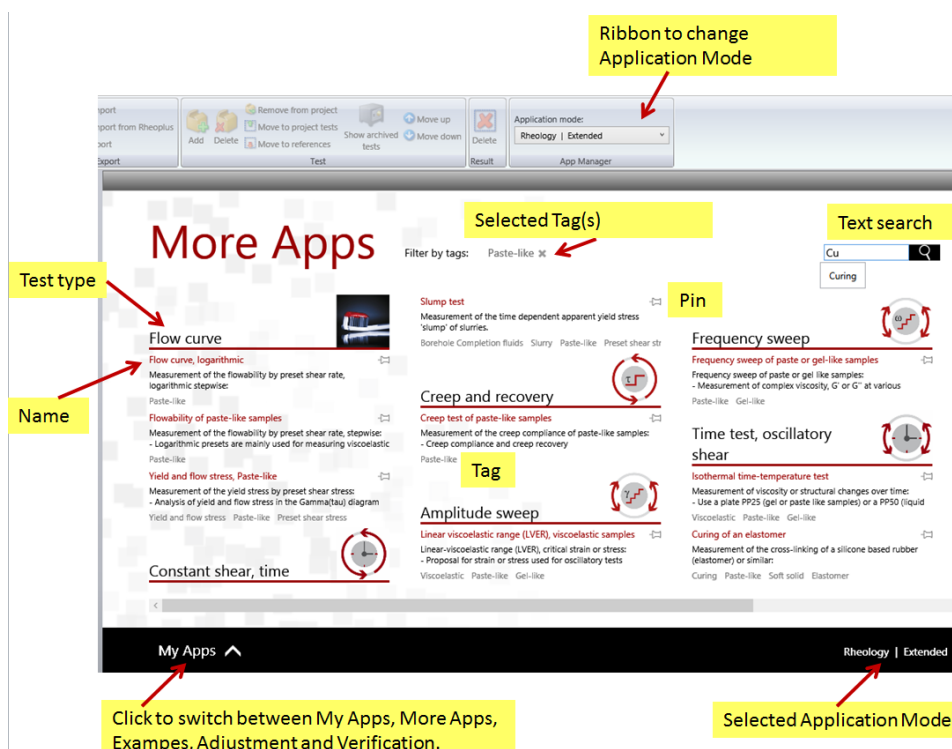 Ribbon to change
Application Mode
port
port from Rheoplus
port
Export
Add
Delete
Remove from project
Move to project tests
Move to references
Show archived
tests
Move up
Move down
Test
Delete
Result
Application mode:
Rheology | Extended
App Manager
More Apps
Filter by tags:
Paste-like
Selected Tag(s)
Text search
Cu
Curing
Test type
Flow curve
Flow curve, logarithmic
Measurement of the flowability by preset shear rate,
logarithmic stepwise:
Paste-like
Name
Flowability of paste-like samples
Measurement of the flowability by preset shear rate, stepwise:
- Logarithmic presets are mainly used for measuring viscoelastic
Paste-like
Yield and flow stress, Paste-like
Measurement of the yield stress by preset shear stress:
- Analysis of yield and flow stress in the Gamma(tau) diagram
Yield and flow stress Paste-like Preset shear stress
Constant shear, time
Slump test
Measurement of the time dependent apparent yield stress
'slump' of slurries.
Borehole Completion fluids Slurry Paste-like Preset shear str
Pin
Creep and recovery
τ
Creep test of paste-like samples
Measurement of the creep compliance of paste-like samples:
- Creep compliance and creep recovery
Paste-like
Tag
Amplitude sweep
γ
Linear viscoelastic range (LVER), viscoelastic samples
Linear-viscoelastic range (LVER), critical strain or stress:
- Proposal for strain or stress used for oscillatory tests
Viscoelastic Paste-like Gel-like
Frequency sweep
ω
Frequency sweep of paste or gel-like samples
Frequency sweep of paste or gel like samples:
- Measurement of complex viscosity, G' or G'' at various
Paste-like Gel-like
Time test, oscillatory
shear
Isothermal time-temperature test
Measurement of viscosity or structural changes over time:
- Use a plate PP25 (gel or paste like samples) or a PP50 (liquid
Viscoelastic Paste-like Gel-like
Curing of an elastomer
Measurement of the cross-linking of a silicone based rubber
(elastomer) or similar:
Curing Paste-like Soft solid Elastomer
My Apps
Rheology | Extended
Click to switch between My Apps, More Apps,
Exampes, Adjustment and Verification.
Selected Application Mode